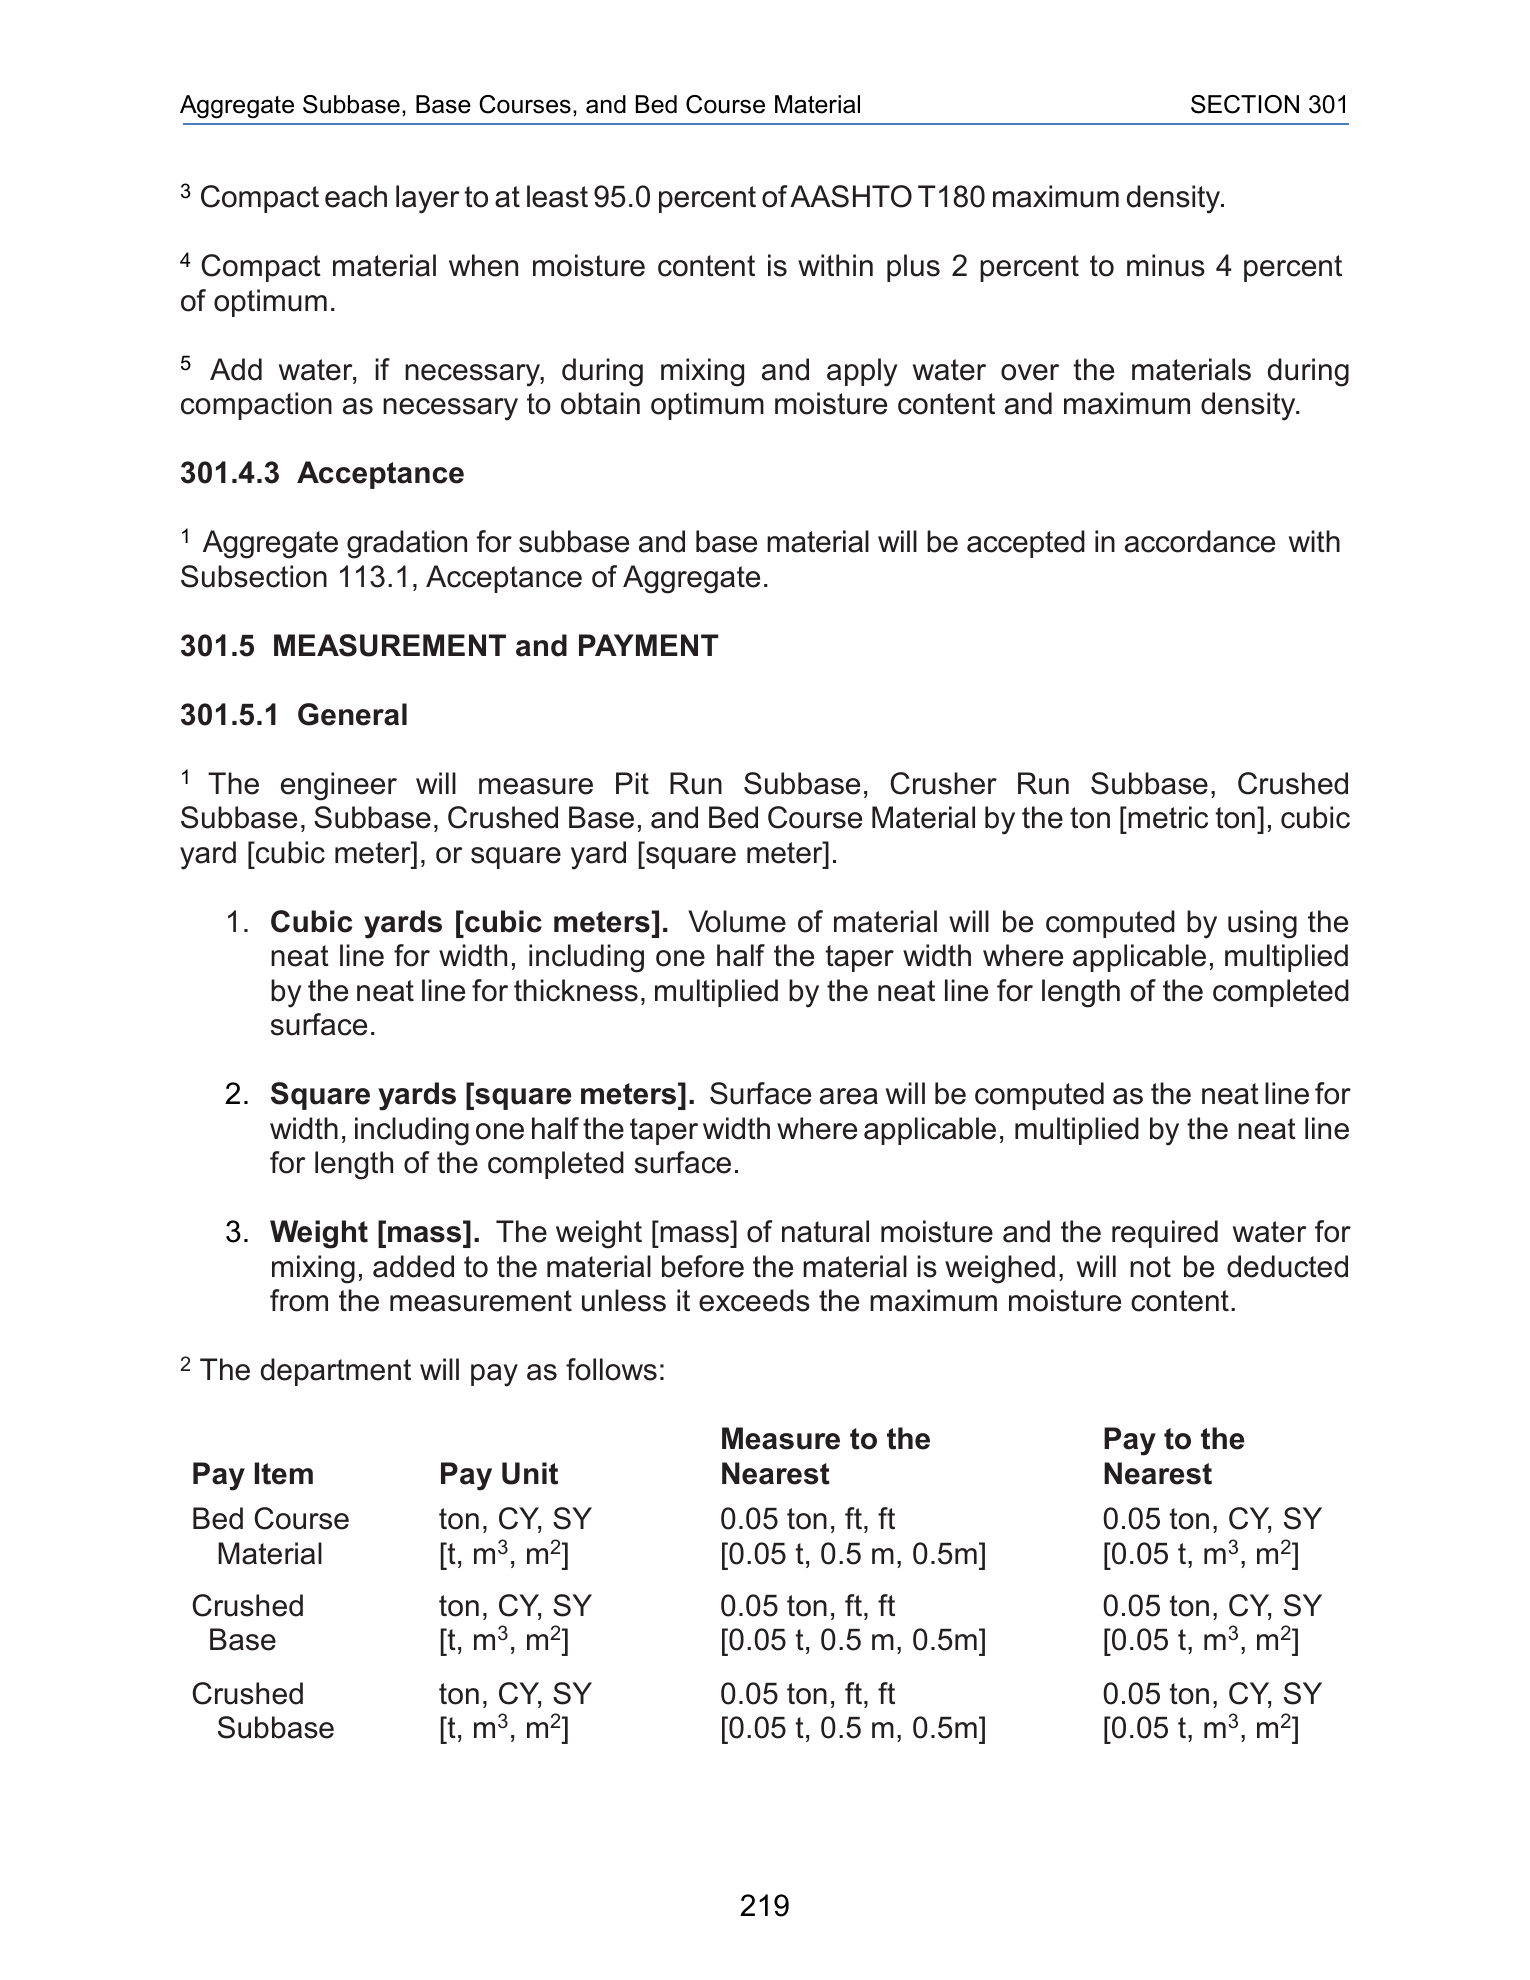 Aggregate Subbase, Base Courses, and Bed Course Material SECTION 301
³ Compact each layer to at least 95.0 percent of AASHTO T180 maximum density.
⁴ Compact material when moisture content is within plus 2 percent to minus 4 percent
of optimum.
⁵ Add water, if necessary, during mixing and apply water over the materials during
compaction as necessary to obtain optimum moisture content and maximum density.
301.4.3 Acceptance
¹ Aggregate gradation for subbase and base material will be accepted in accordance with
Subsection 113.1, Acceptance of Aggregate.
301.5 MEASUREMENT and PAYMENT
301.5.1 General
¹ The engineer will measure Pit Run Subbase, Crusher Run Subbase, Crushed
Subbase, Subbase, Crushed Base, and Bed Course Material by the ton [metric ton], cubic
yard [cubic meter], or square yard [square meter].
1. Cubic yards [cubic meters]. Volume of material will be computed by using the
neat line for width, including one half the taper width where applicable, multiplied
by the neat line for thickness, multiplied by the neat line for length of the completed
surface.
2. Square yards [square meters]. Surface area will be computed as the neat line for
width, including one half the taper width where applicable, multiplied by the neat line
for length of the completed surface.
3. Weight [mass]. The weight [mass] of natural moisture and the required water for
mixing, added to the material before the material is weighed, will not be deducted
from the measurement unless it exceeds the maximum moisture content.
² The department will pay as follows:
Measure to the Pay to the
Pay Item Pay Unit Nearest Nearest
Bed Course ton, CY, SY 0.05 ton, ft, ft 0.05 ton, CY, SY
Material [t, m³, m²] [0.05 t, 0.5 m, 0.5m] [0.05 t, m³, m²]
Crushed ton, CY, SY 0.05 ton, ft, ft 0.05 ton, CY, SY
Base [t, m³, m²] [0.05 t, 0.5 m, 0.5m] [0.05 t, m³, m²]
Crushed ton, CY, SY 0.05 ton, ft, ft 0.05 ton, CY, SY
Subbase [t, m³, m²] [0.05 t, 0.5 m, 0.5m] [0.05 t, m³, m²]
219